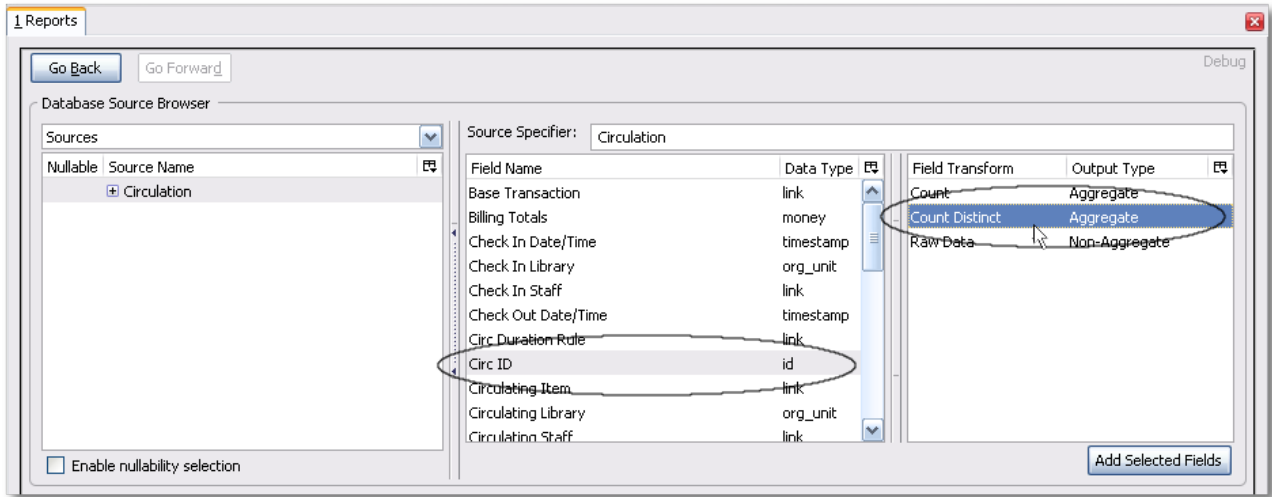 1 Reports
Go Back Go Forward Debug
Database Source Browser
Sources
Nullable Source Name
Circulation
Enable nullability selection
Source Specifier: Circulation
Field Name Data Type
Base Transaction link
Billing Totals money
Check In Date/Time timestamp
Check In Library org_unit
Check In Staff link
Check Out Date/Time timestamp
Circ Duration Rule link
Circ ID id
Circulating Item link
Circulating Library org_unit
Circulating Staff link
Field Transform Output Type
Count Aggregate
Count Distinct Aggregate
Raw Data Non-Aggregate
Add Selected Fields